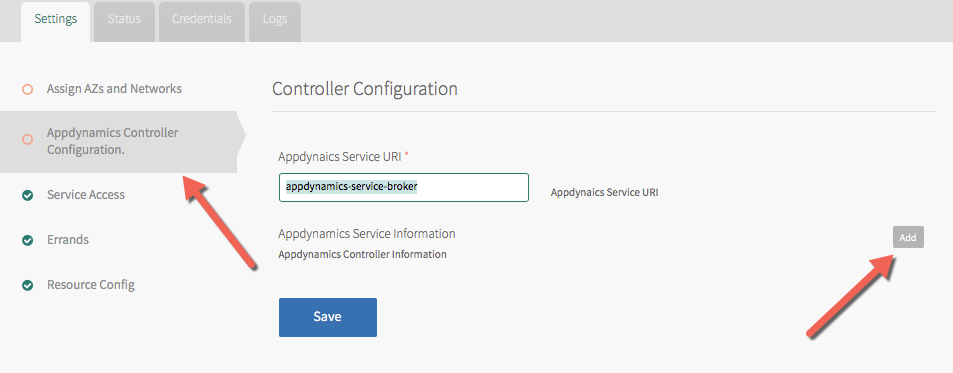 Settings
Status
Credentials
Logs
Assign AZs and Networks
Appdynamics Controller
Configuration.
Service Access
Errands
Resource Config
Controller Configuration
Appdynaics Service URI *
appdynamics-service-broker
Appdynaics Service URI
Appdynamics Service Information
Add
Appdynamics Controller Information
Save